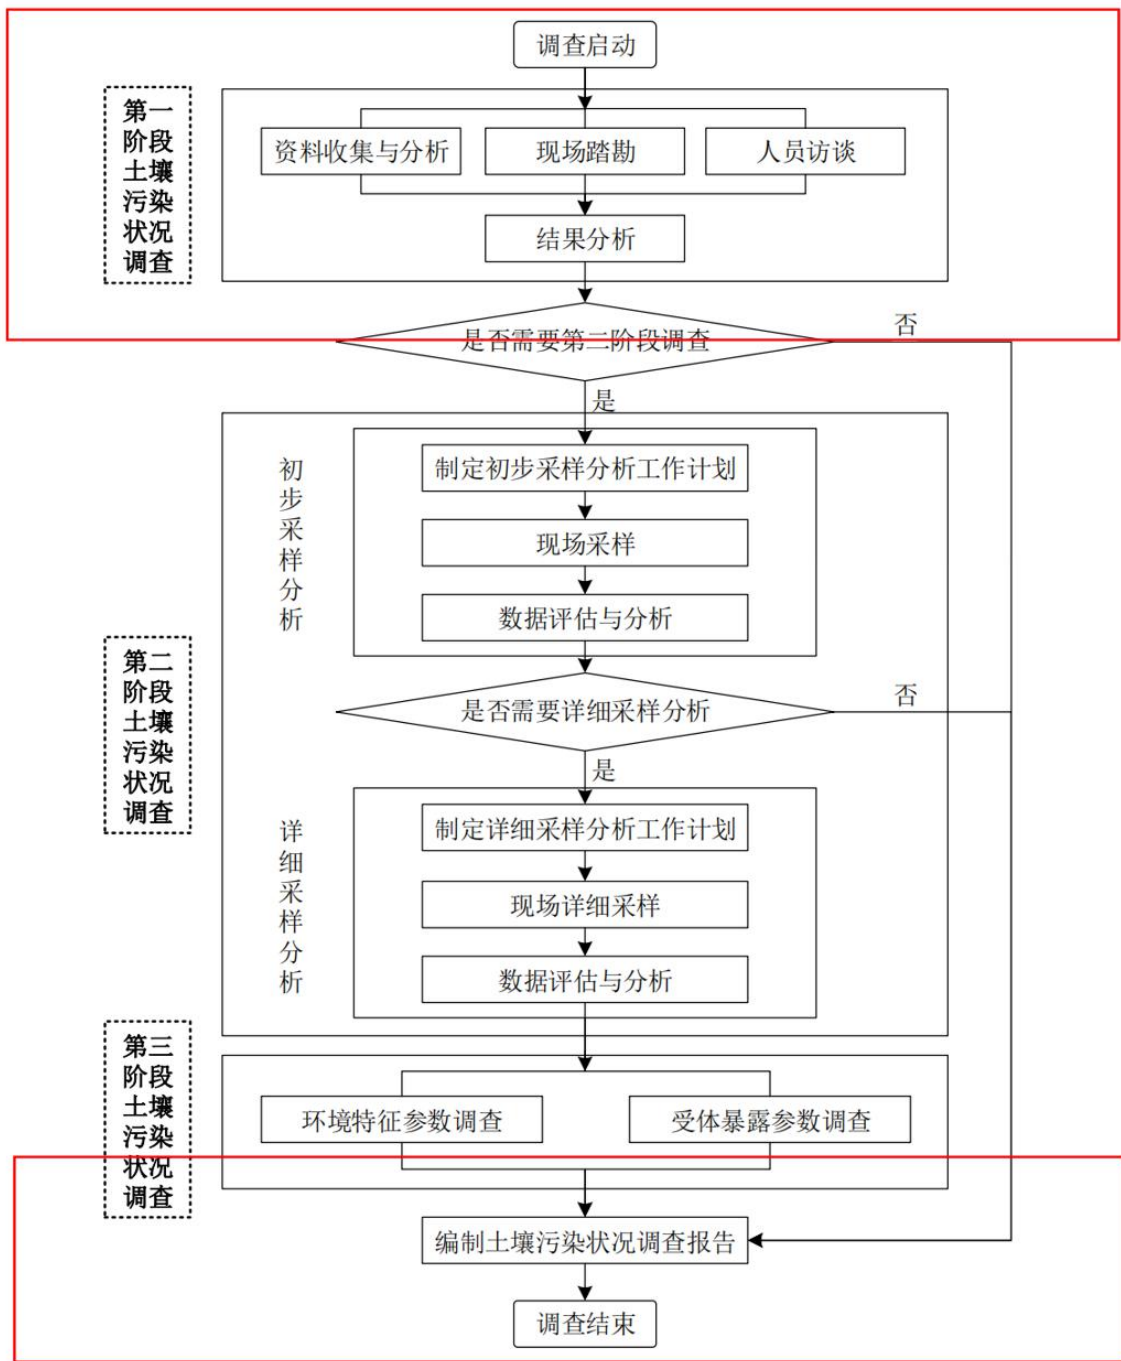 调查启动
第一
阶段
土壤
污染
状况
调查
资料收集与分析
现场踏勘
人员访谈
结果分析
是否需要第二阶段调查
否
是
初
步
采
样
分
析
制定初步采样分析工作计划
现场采样
数据评估与分析
第二
阶段
土壤
污染
状况
调查
是否需要详细采样分析
否
是
详
细
采
样
分
析
制定详细采样分析工作计划
现场详细采样
数据评估与分析
第三
阶段
土壤
污染
状况
调查
环境特征参数调查
受体暴露参数调查
编制土壤污染状况调查报告
调查结束